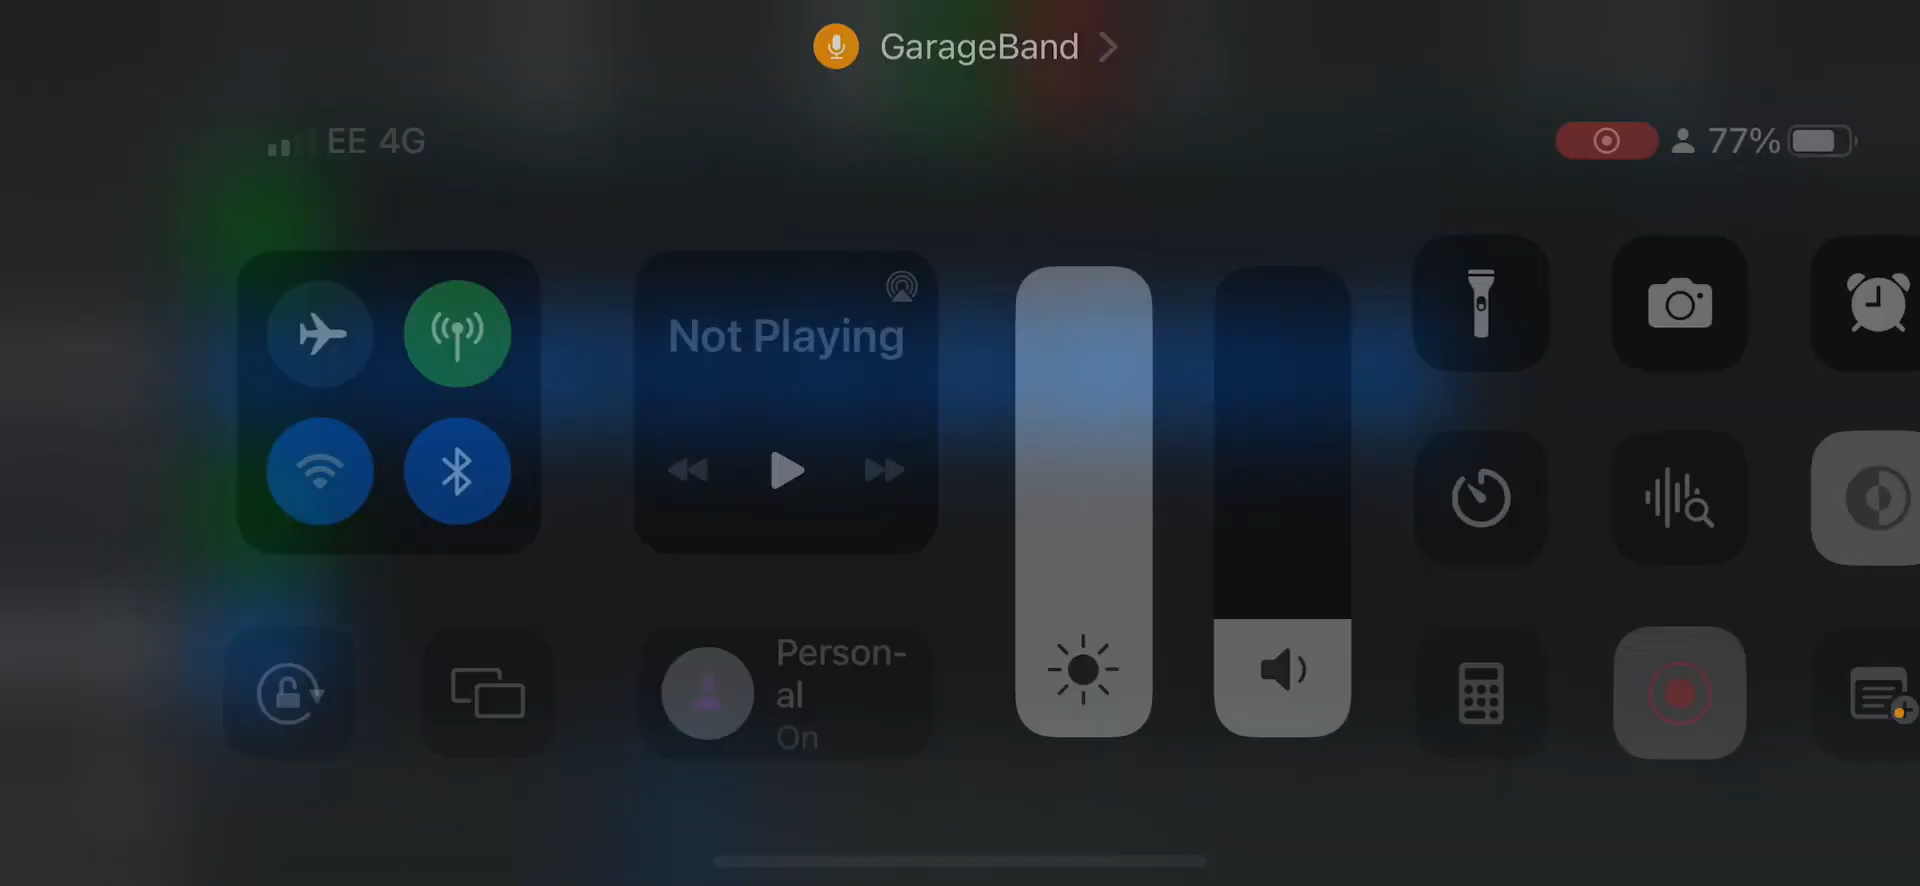 GarageBand
EE 4G
77%
Not Playing
Person-
al
On